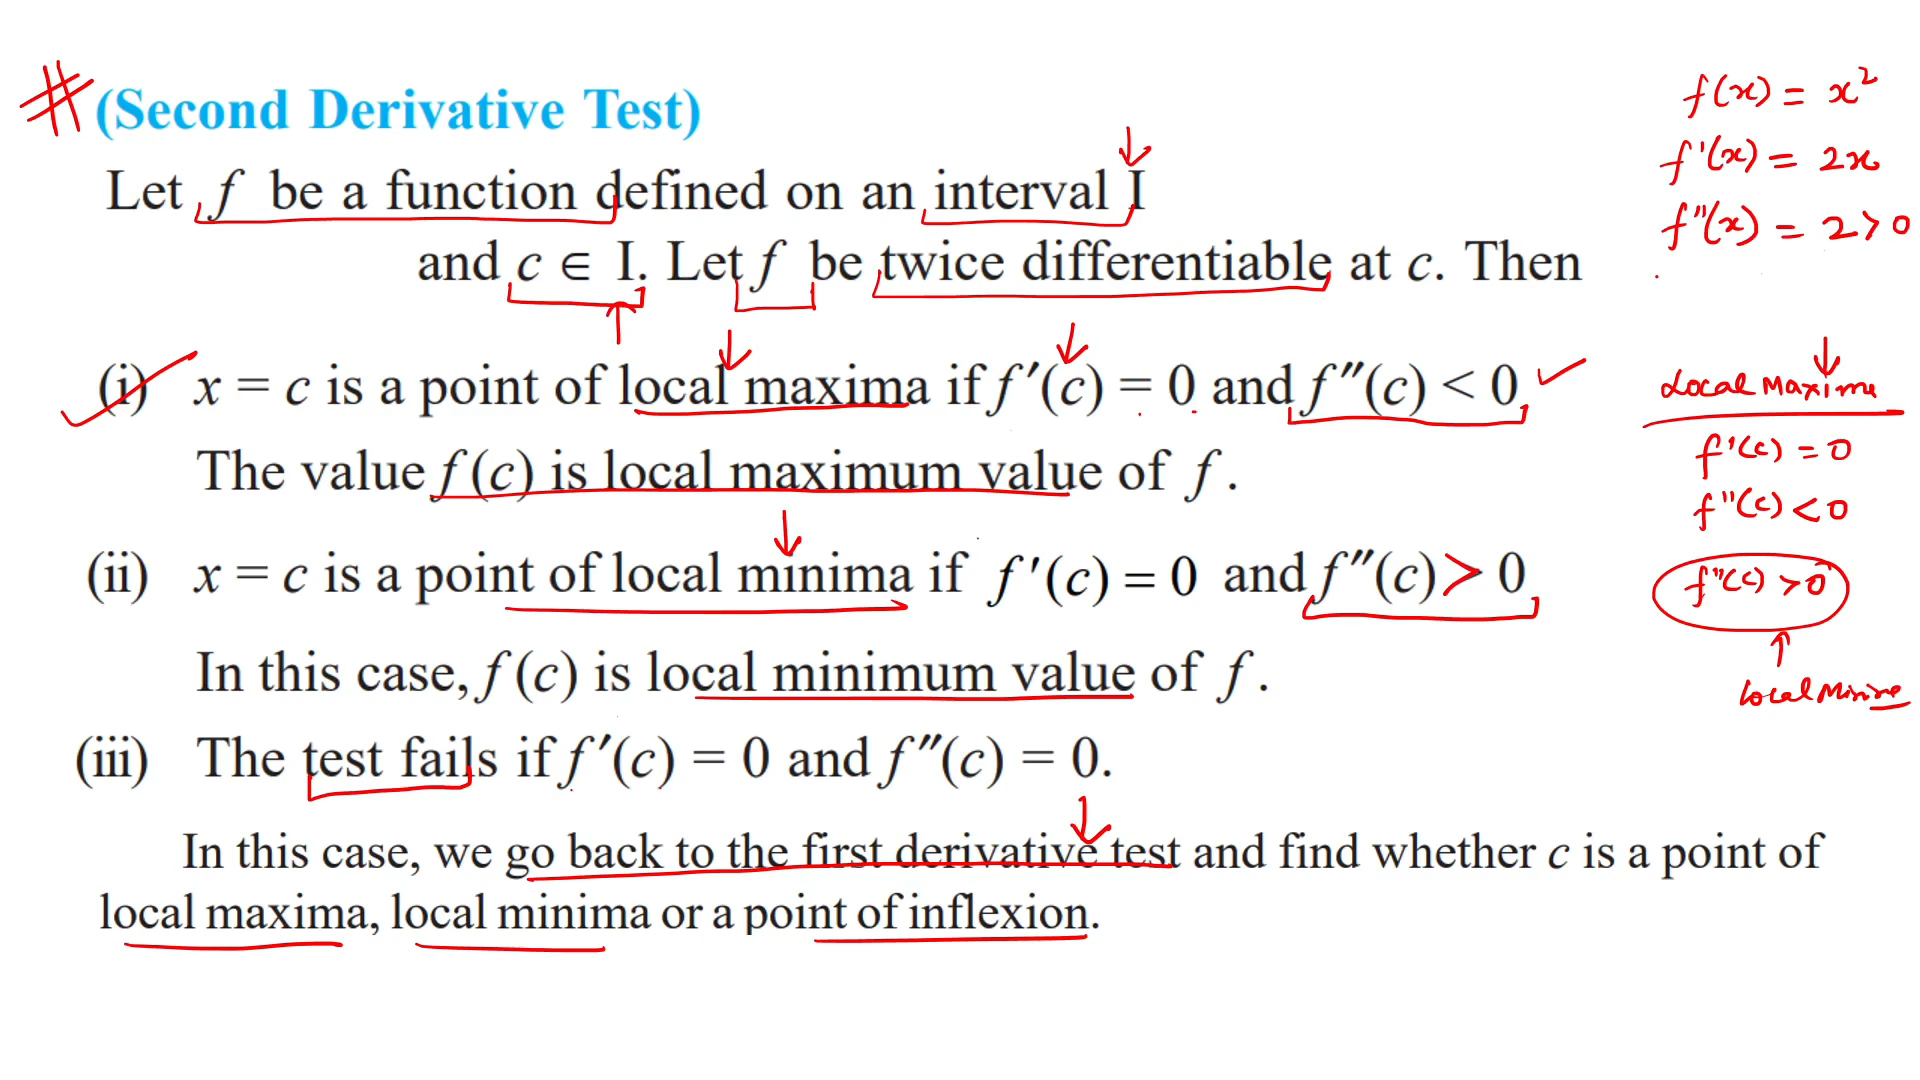 # (Second Derivative Test)
Let f be a function defined on an interval I
and c ∈ I. Let f be twice differentiable at c. Then
(i) x = c is a point of local maxima if f′(c) = 0 and f″(c) < 0
The value f(c) is local maximum value of f.
(ii) x = c is a point of local minima if f′(c) = 0 and f″(c) > 0
In this case, f(c) is local minimum value of f.
(iii) The test fails if f′(c) = 0 and f″(c) = 0.
In this case, we go back to the first derivative test and find whether c is a point of
local maxima, local minima or a point of inflexion.
f(x) = x²
f'(x) = 2x
f"(x) = 2 > 0
Local Maxima
f'(c) = 0
f"(c) < 0
f"(c) > 0
Local Minima